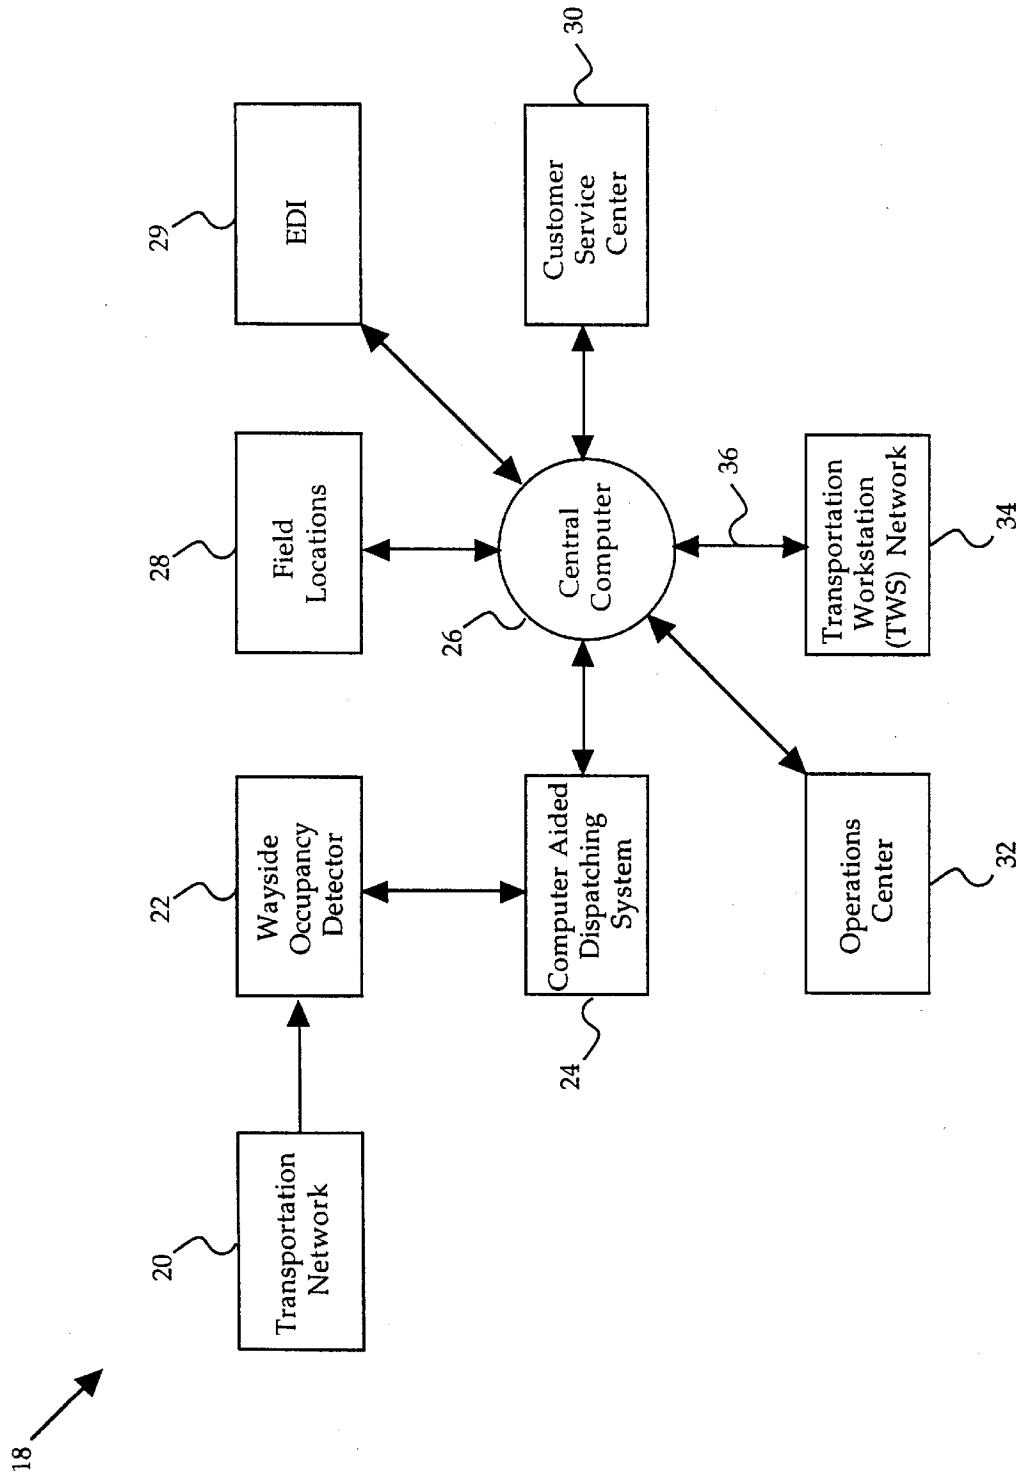 18
20
Transportation
Network
22
Wayside
Occupancy
Detector
28
Field
Locations
29
EDI
24
Computer Aided
Dispatching
System
26
Central
Computer
30
Customer
Service
Center
36
32
Operations
Center
34
Transportation
Workstation
(TWS) Network